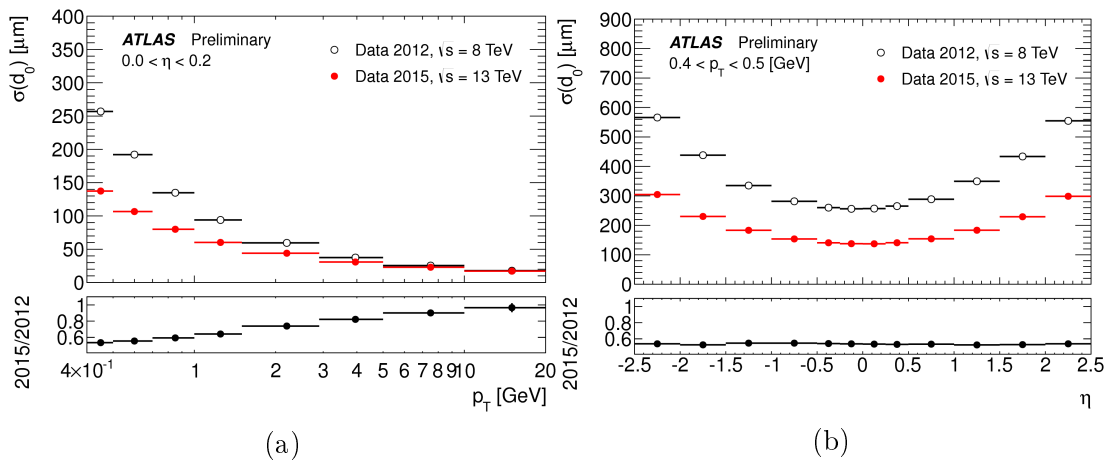 ATLAS Preliminary
0.0 < η < 0.2
Data 2012, √s = 8 TeV
Data 2015, √s = 13 TeV
σ(d0) [μm]
400
350
300
250
200
150
100
50
0
2015/2012
1
0.8
0.6
4×10⁻¹ 1 2 3 4 5 6 7 8 9 10 20
pT [GeV]
(a)
ATLAS Preliminary
0.4 < pT < 0.5 [GeV]
Data 2012, √s = 8 TeV
Data 2015, √s = 13 TeV
σ(d0) [μm]
900
800
700
600
500
400
300
200
100
0
2015/2012
1
0.8
0.6
-2.5 -2 -1.5 -1 -0.5 0 0.5 1 1.5 2 2.5
η
(b)